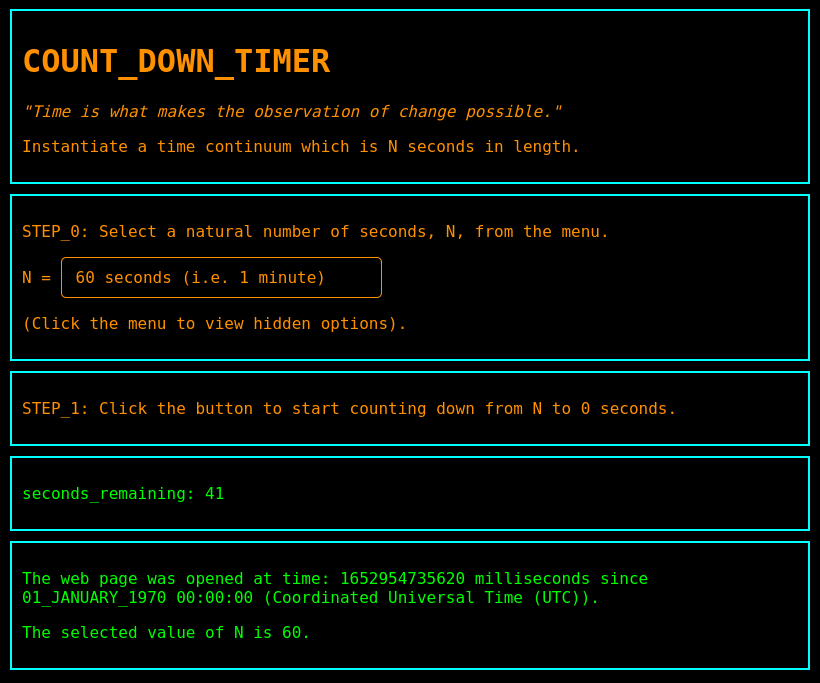 COUNT_DOWN_TIMER
"Time is what makes the observation of change possible."
Instantiate a time continuum which is N seconds in length.
STEP_0: Select a natural number of seconds, N, from the menu.
N = 60 seconds (i.e. 1 minute)
(Click the menu to view hidden options).
STEP_1: Click the button to start counting down from N to 0 seconds.
seconds_remaining: 41
The web page was opened at time: 1652954735620 milliseconds since
01_JANUARY_1970 00:00:00 (Coordinated Universal Time (UTC)).
The selected value of N is 60.